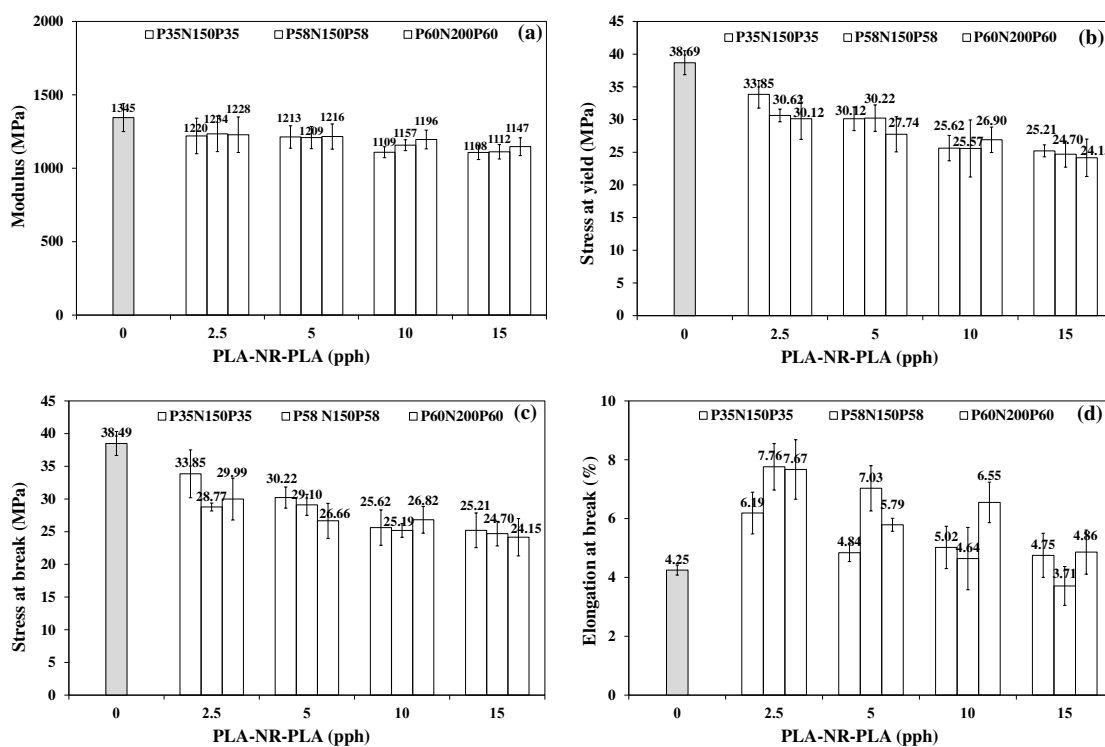 (a)
P35N150P35 P58N150P58 P60N200P60
Modulus (MPa)
2000
1500
1000
500
0
1345
1220 1234 1228
1213 1209 1216
1109 1157 1196
1108 1112 1147
0 2.5 5 10 15
PLA-NR-PLA (pph)
(b)
P35N150P35 P58N150P58 P60N200P60
Stress at yield (MPa)
45
40
35
30
25
20
15
10
5
0
38.69
33.85 30.62 30.12
30.12 30.22 27.74
25.62 25.57 26.90
25.21 24.70
0 2.5 5 10 15
PLA-NR-PLA (pph)
(c)
P35N150P35 P58 N150P58 P60N200P60
Stress at break (MPa)
45
40
35
30
25
20
15
10
5
0
38.49
33.85 28.77 29.99
30.22 29.10 26.66
25.62 25.19 26.82
25.21 24.70 24.15
0 2.5 5 10 15
PLA-NR-PLA (pph)
(d)
P35N150P35 P58N150P58 P60N200P60
Elongation at break (%)
10
8
6
4
2
0
4.25
6.19 7.76 7.67
4.84 7.03 5.79
5.02 4.64 6.55
4.75 3.71 4.86
0 2.5 5 10 15
PLA-NR-PLA (pph)